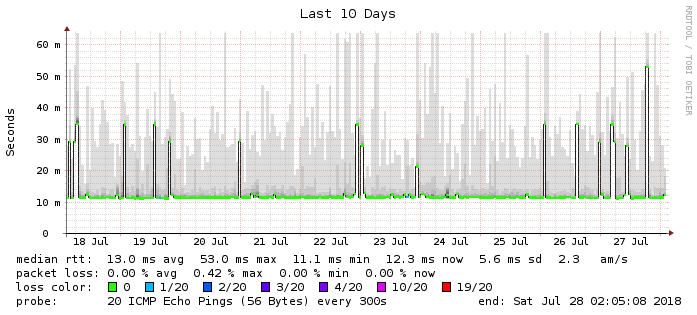 Last 10 Days
RRDTOOL / TOBI OETIKER
Seconds
60 m
50 m
40 m
30 m
20 m
10 m
0
18 Jul 19 Jul 20 Jul 21 Jul 22 Jul 23 Jul 24 Jul 25 Jul 26 Jul 27 Jul
median rtt: 13.0 ms avg 53.0 ms max 11.1 ms min 12.3 ms now 5.6 ms sd 2.3 am/s
packet loss: 0.00 % avg 0.42 % max 0.00 % min 0.00 % now
loss color: 0 1/20 2/20 3/20 4/20 10/20 19/20
probe: 20 ICMP Echo Pings (56 Bytes) every 300s end: Sat Jul 28 02:05:08 2018